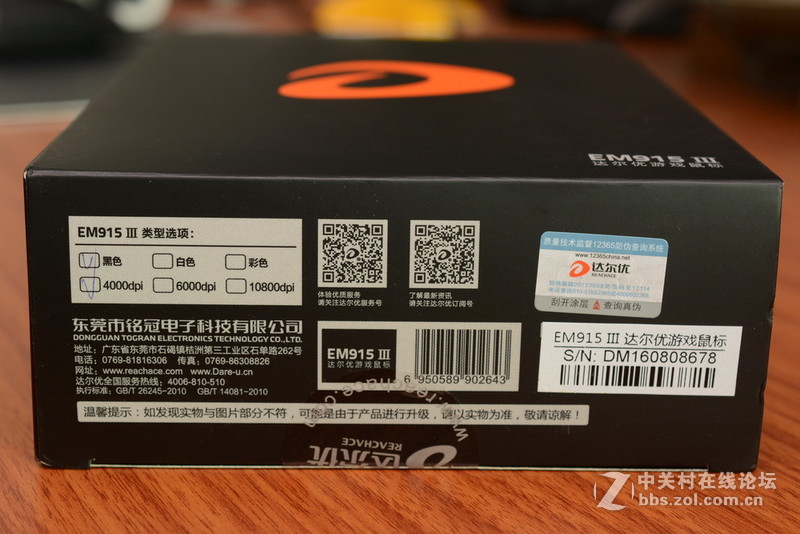 EM915 III
达尔优游戏鼠标
EM915 III 类型选项：
黑色 白色 彩色
4000dpi 6000dpi 10800dpi
体验优质服务
请关注达尔优服务号
了解最新资讯
请关注达尔优订阅号
质量技术监督12365防伪查询系统
www.12365china.net
达尔优
REACHACE
刮开涂层 查询真伪
东莞市铭冠电子科技有限公司
DONGGUAN TOGRAN ELECTRONICS TECHNOLOGY CO.,LTD
地址：广东省东莞市石碣镇桔洲第三工业区石单路262号
电话：0769-81816306 传真：0769-86308826
网址：www.reachace.com www.Dare-u.cn
达尔优全国服务热线：4006-810-510
执行标准：GB/T 26245-2010 GB/T 14081-2010
EM915 III
达尔优游戏鼠标
6 950589 902643
EM915 III 达尔优游戏鼠标
S/N: DM160808678
温馨提示：如发现实物与图片部分不符，可能是由于产品进行升级，请以实物为准，敬请谅解！
www.reachace.com
REACHACE
达尔优
中关村在线论坛
bbs.zol.com.cn